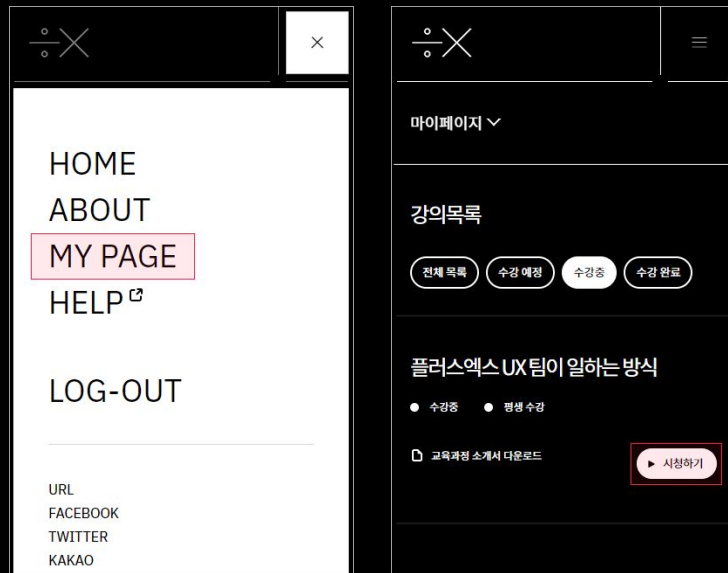 HOME
ABOUT
MY PAGE
HELP
LOG-OUT
URL
FACEBOOK
TWITTER
KAKAO
마이페이지
강의목록
전체 목록
수강 예정
수강중
수강 완료
플러스엑스 UX 팀이 일하는 방식
수강중
평생 수강
교육과정 소개서 다운로드
시청하기